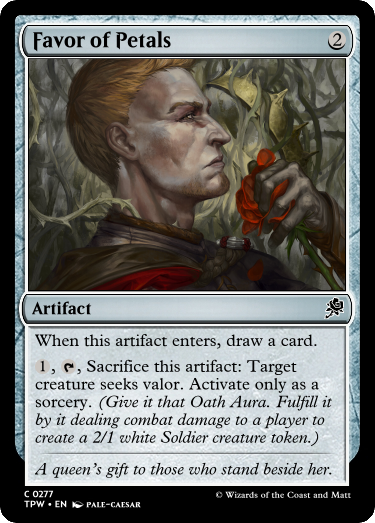 Favor of Petals 2
Artifact
When this artifact enters, draw a card.
1, , Sacrifice this artifact: Target
creature seeks valor. Activate only as a
sorcery. (Give it that Oath Aura. Fulfill it
by it dealing combat damage to a player to
create a 2/1 white Soldier creature token.)
A queen's gift to those who stand beside her.
C 0277
TPW • EN PALE-CAESAR
© Wizards of the Coast and Matt